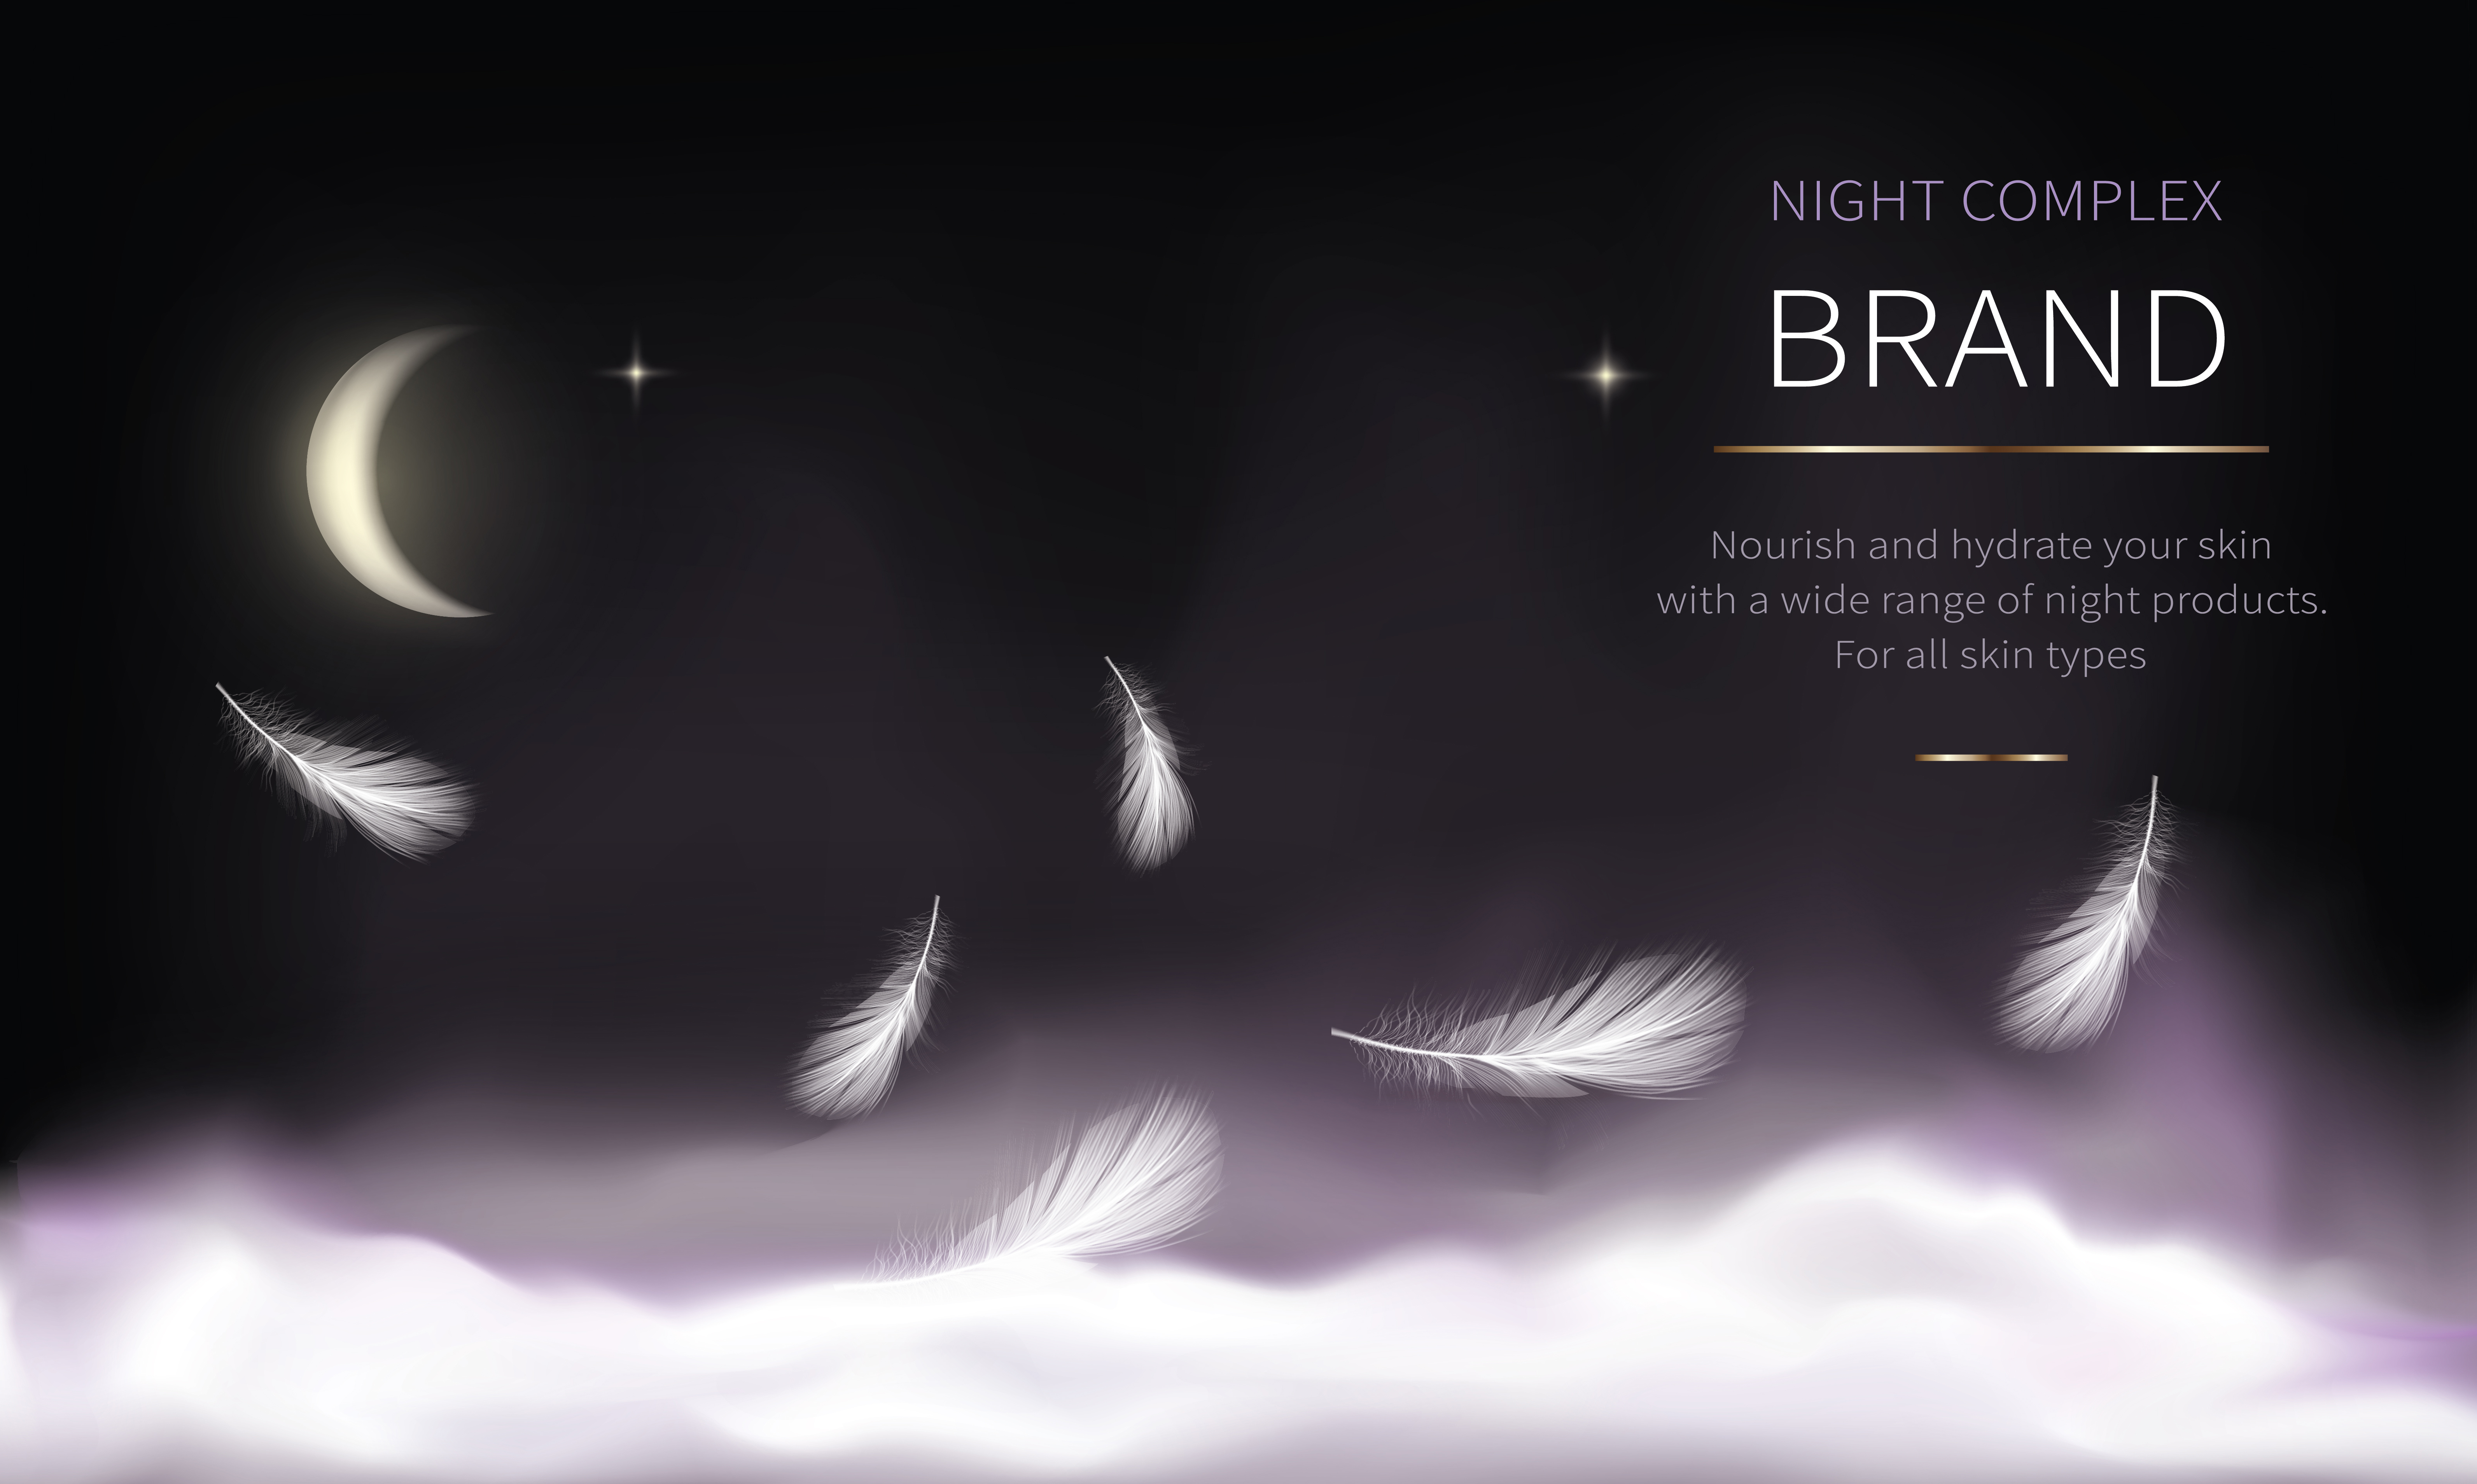 NIGHT COMPLEX
BRAND
Nourish and hydrate your skin
with a wide range of night products.
For all skin types